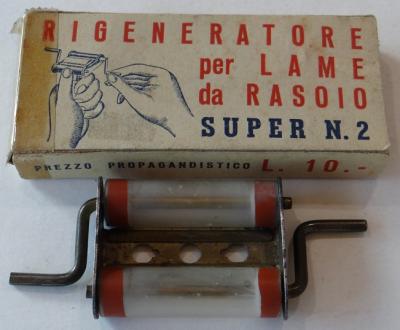 RIGENERATORE
per LAME
da RASOIO
SUPER N.2
PREZZO PROPAGANDISTICO L. 10.-